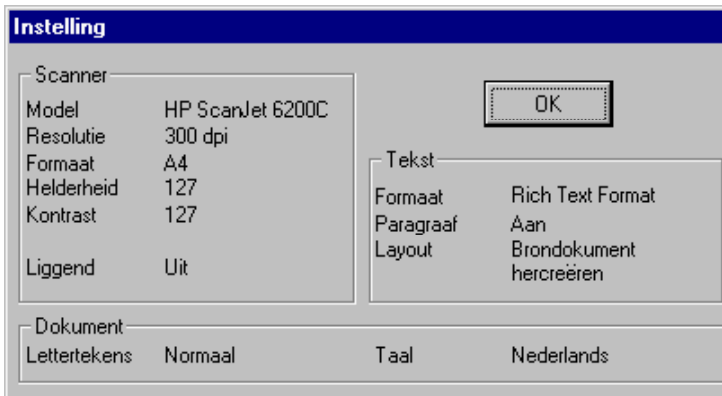 Instelling
Scanner
Model HP ScanJet 6200C
Resolutie 300 dpi
Formaat A4
Helderheid 127
Kontrast 127
Liggend Uit
OK
Tekst
Formaat Rich Text Format
Paragraaf Aan
Layout Brondokument
hercreëren
Dokument
Lettertekens Normaal Taal Nederlands